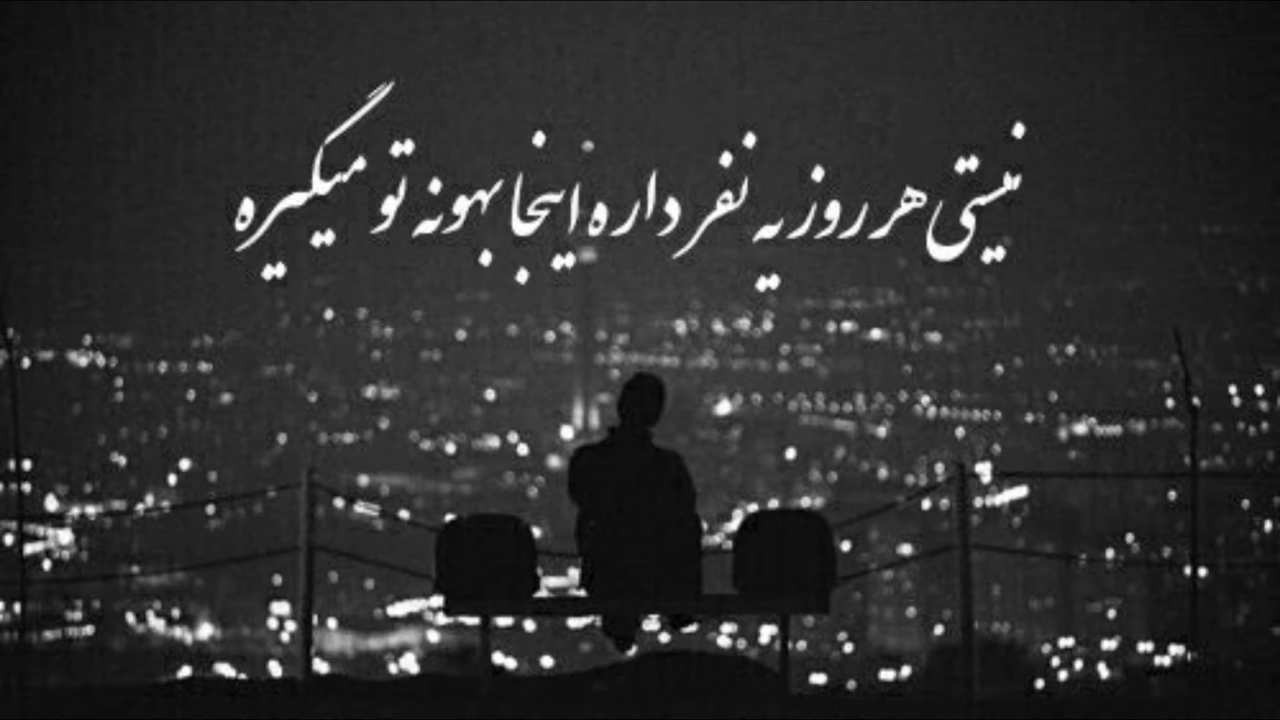 نیستی هر روز یه نفر داره اینجا بهونه تو میگیره